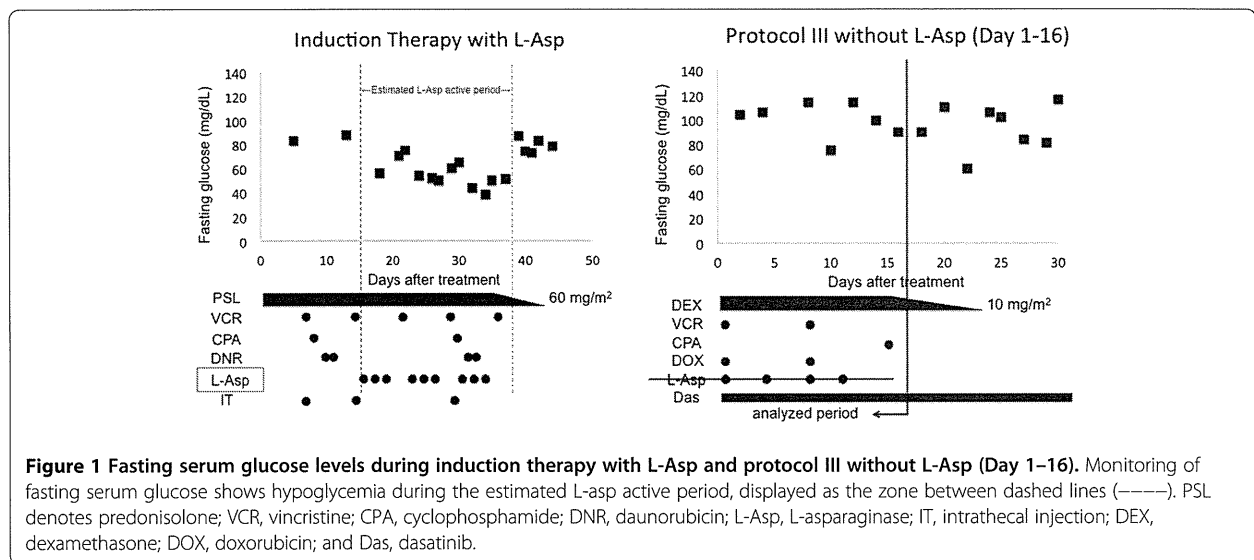 Induction Therapy with L-Asp
Fasting glucose (mg/dL)
140
120
100
80
60
40
20
0
Estimated L-Asp active period
0 10 20 30 40 50
Days after treatment
PSL
60 mg/m²
VCR
CPA
DNR
L-Asp
IT
Protocol III without L-Asp (Day 1-16)
Fasting glucose (mg/dL)
140
120
100
80
60
40
20
0
0 5 10 15 20 25 30
Days after treatment
DEX
10 mg/m²
VCR
CPA
DOX
L-Asp
Das
analyzed period
Figure 1 Fasting serum glucose levels during induction therapy with L-Asp and protocol III without L-Asp (Day 1–16). Monitoring of
fasting serum glucose shows hypoglycemia during the estimated L-asp active period, displayed as the zone between dashed lines (––––). PSL
denotes predonisolone; VCR, vincristine; CPA, cyclophosphamide; DNR, daunorubicin; L-Asp, L-asparaginase; IT, intrathecal injection; DEX,
dexamethasone; DOX, doxorubicin; and Das, dasatinib.